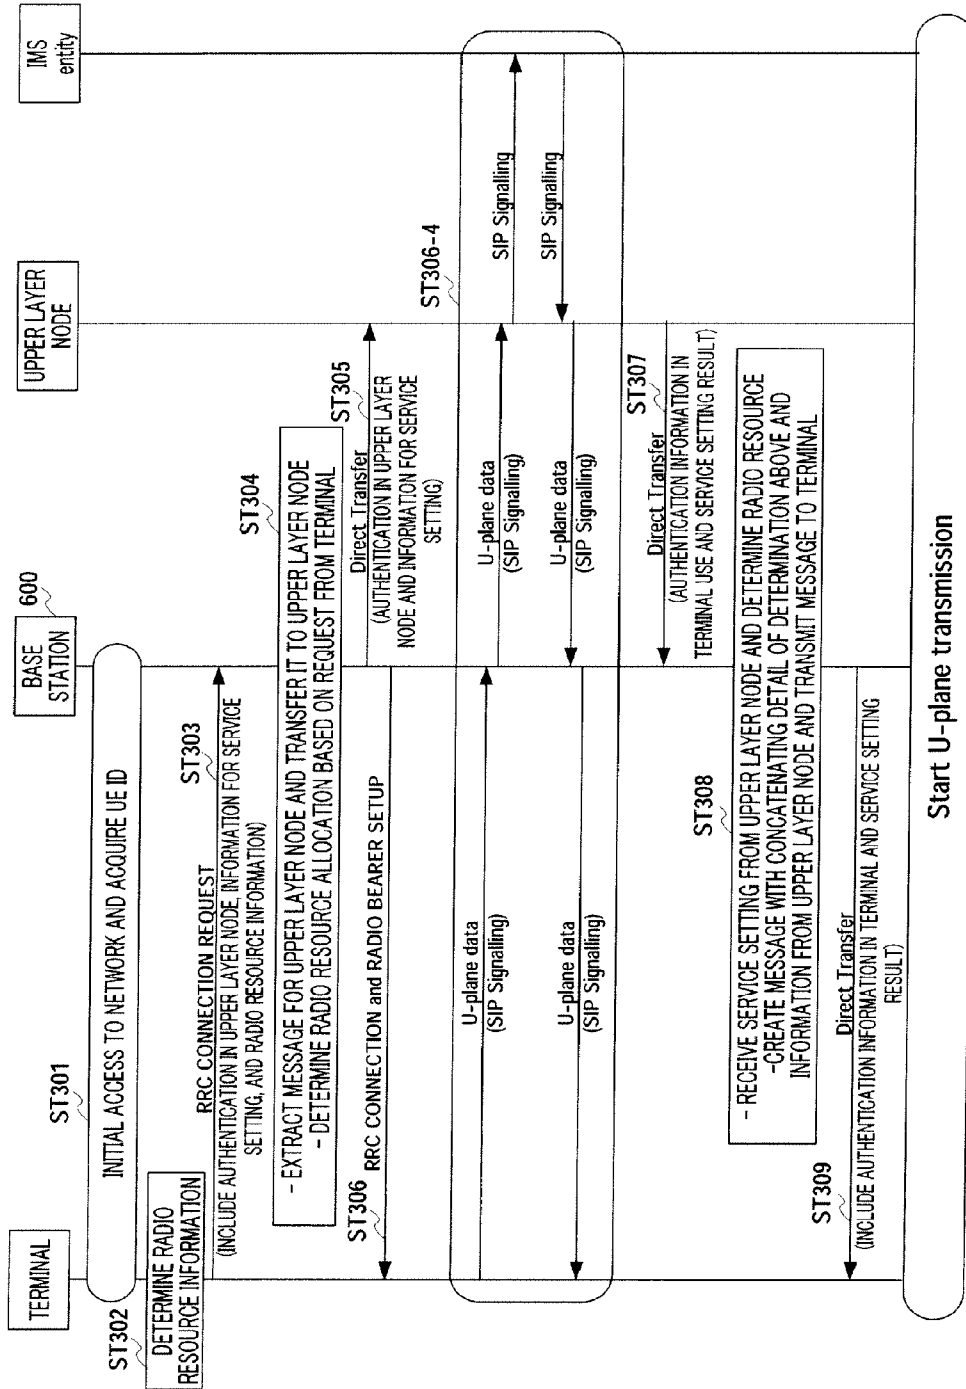 TERMINAL
BASE
STATION
600
UPPER LAYER
NODE
IMS
entity
ST301
INITIAL ACCESS TO NETWORK AND ACQUIRE UE ID
ST302
DETERMINE RADIO
RESOURCE INFORMATION
RRC CONNECTION REQUEST
ST303
(INCLUDE AUTHENTICATION IN UPPER LAYER NODE, INFORMATION FOR SERVICE
SETTING, AND RADIO RESOURCE INFORMATION)
ST304
- EXTRACT MESSAGE FOR UPPER LAYER NODE AND TRANSFER IT TO UPPER LAYER NODE
- DETERMINE RADIO RESOURCE ALLOCATION BASED ON REQUEST FROM TERMINAL
ST305
Direct Transfer
(AUTHENTICATION IN UPPER LAYER
NODE AND INFORMATION FOR SERVICE
SETTING)
ST306
RRC CONNECTION and RADIO BEARER SETUP
ST306-4
U-plane data
(SIP Signalling)
U-plane data
(SIP Signalling)
SIP Signalling
U-plane data
(SIP Signalling)
U-plane data
(SIP Signalling)
SIP Signalling
ST307
Direct Transfer
(AUTHENTICATION INFORMATION IN
TERMINAL USE AND SERVICE SETTING RESULT)
ST308
- RECEIVE SERVICE SETTING FROM UPPER LAYER NODE AND DETERMINE RADIO RESOURCE
-CREATE MESSAGE WITH CONCATENATING DETAIL OF DETERMINATION ABOVE AND
INFORMATION FROM UPPER LAYER NODE AND TRANSMIT MESSAGE TO TERMINAL
ST309
Direct Transfer
(INCLUDE AUTHENTICATION INFORMATION IN TERMINAL AND SERVICE SETTING
RESULT)
Start U-plane transmission